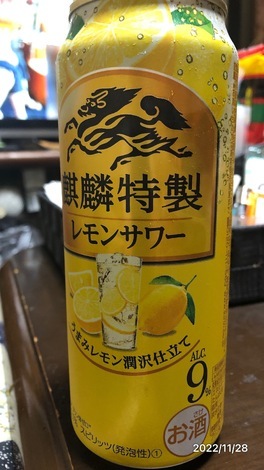 麒麟特製
レモンサワー
うまみレモン潤沢仕立て
ALC.
9%
スピリッツ(発泡性)①
お酒
2022/11/28